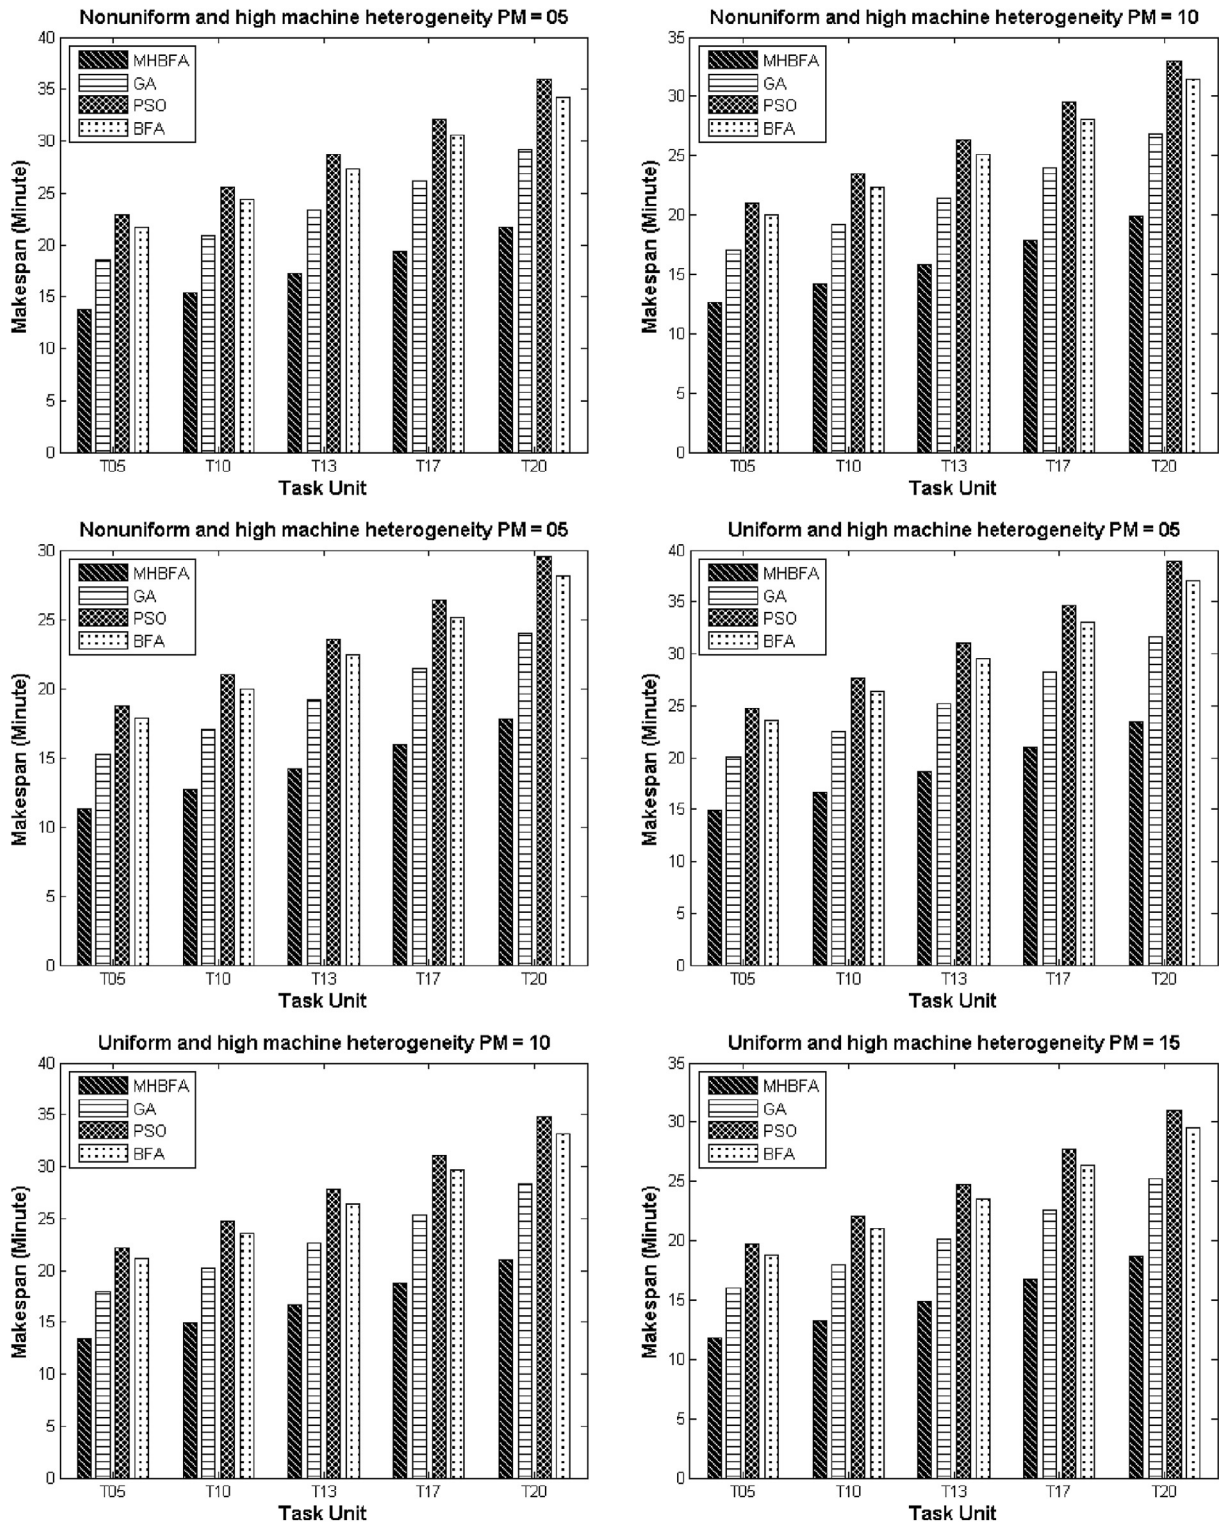 Nonuniform and high machine heterogeneity PM = 05
40
35
30
25
20
15
10
5
0
Makespan (Minute)
MHBFA
GA
PSO
BFA
T05 T10 T13 T17 T20
Task Unit
Nonuniform and high machine heterogeneity PM = 10
35
30
25
20
15
10
5
0
Makespan (Minute)
MHBFA
GA
PSO
BFA
T05 T10 T13 T17 T20
Task Unit
Nonuniform and high machine heterogeneity PM = 05
30
25
20
15
10
5
0
Makespan (Minute)
MHBFA
GA
PSO
BFA
T05 T10 T13 T17 T20
Task Unit
Uniform and high machine heterogeneity PM = 05
40
35
30
25
20
15
10
5
0
Makespan (Minute)
MHBFA
GA
PSO
BFA
T05 T10 T13 T17 T20
Task Unit
Uniform and high machine heterogeneity PM = 10
40
35
30
25
20
15
10
5
0
Makespan (Minute)
MHBFA
GA
PSO
BFA
T05 T10 T13 T17 T20
Task Unit
Uniform and high machine heterogeneity PM = 15
35
30
25
20
15
10
5
0
Makespan (Minute)
MHBFA
GA
PSO
BFA
T05 T10 T13 T17 T20
Task Unit